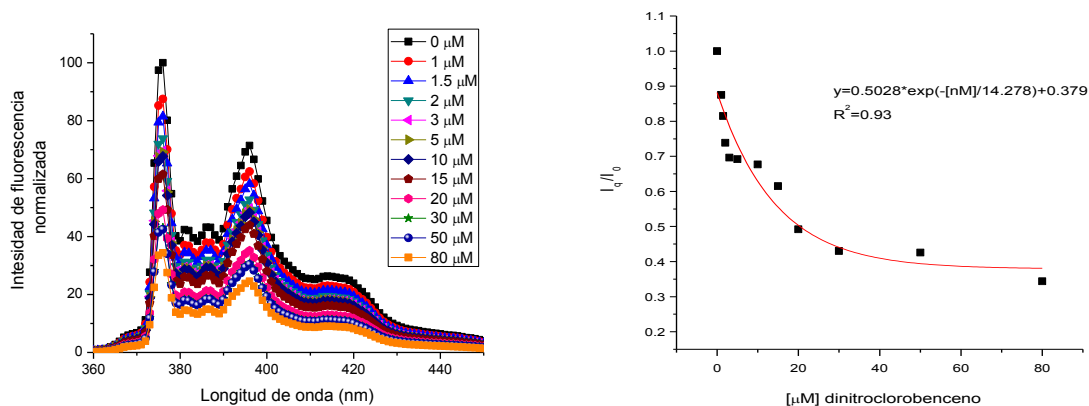 Intesidad de fluorescencia
normalizada
100
80
60
40
20
0
360
380
400
420
440
Longitud de onda (nm)
0 µM
1 µM
1.5 µM
2 µM
3 µM
5 µM
10 µM
15 µM
20 µM
30 µM
50 µM
80 µM
I_q/I_0
1.1
1.0
0.9
0.8
0.7
0.6
0.5
0.4
0.3
0.2
0
20
40
60
80
[µM] dinitroclorobenceno
y=0.5028*exp(-[nM]/14.278)+0.379
R²=0.93